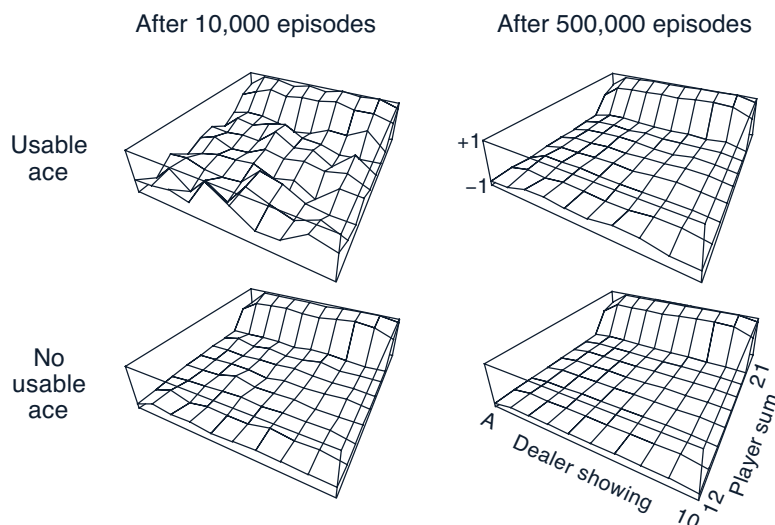 After 10,000 episodes
After 500,000 episodes
Usable
ace
+1
−1
No
usable
ace
A
Dealer showing
10
12
Player sum
21